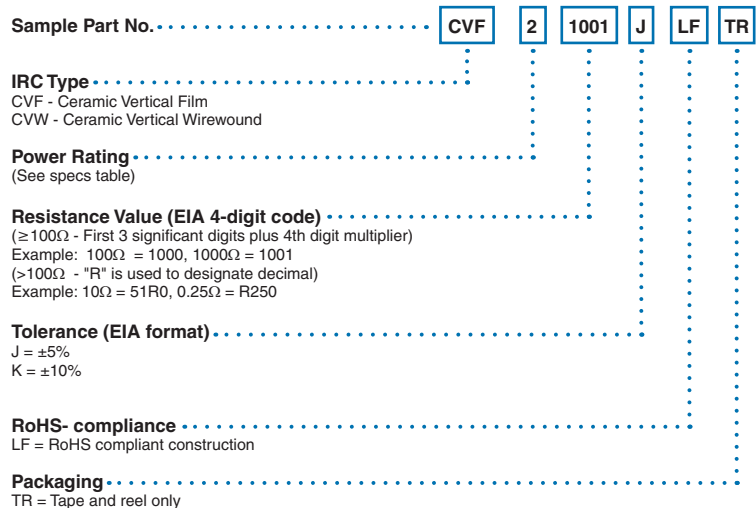 Sample Part No. CVF 2 1001 J LF TR
IRC Type
CVF - Ceramic Vertical Film
CVW - Ceramic Vertical Wirewound
Power Rating
(See specs table)
Resistance Value (EIA 4-digit code)
(≥100Ω - First 3 significant digits plus 4th digit multiplier)
Example: 100Ω = 1000, 1000Ω = 1001
(>100Ω - "R" is used to designate decimal)
Example: 10Ω = 51R0, 0.25Ω = R250
Tolerance (EIA format)
J = ±5%
K = ±10%
RoHS- compliance
LF = RoHS compliant construction
Packaging
TR = Tape and reel only